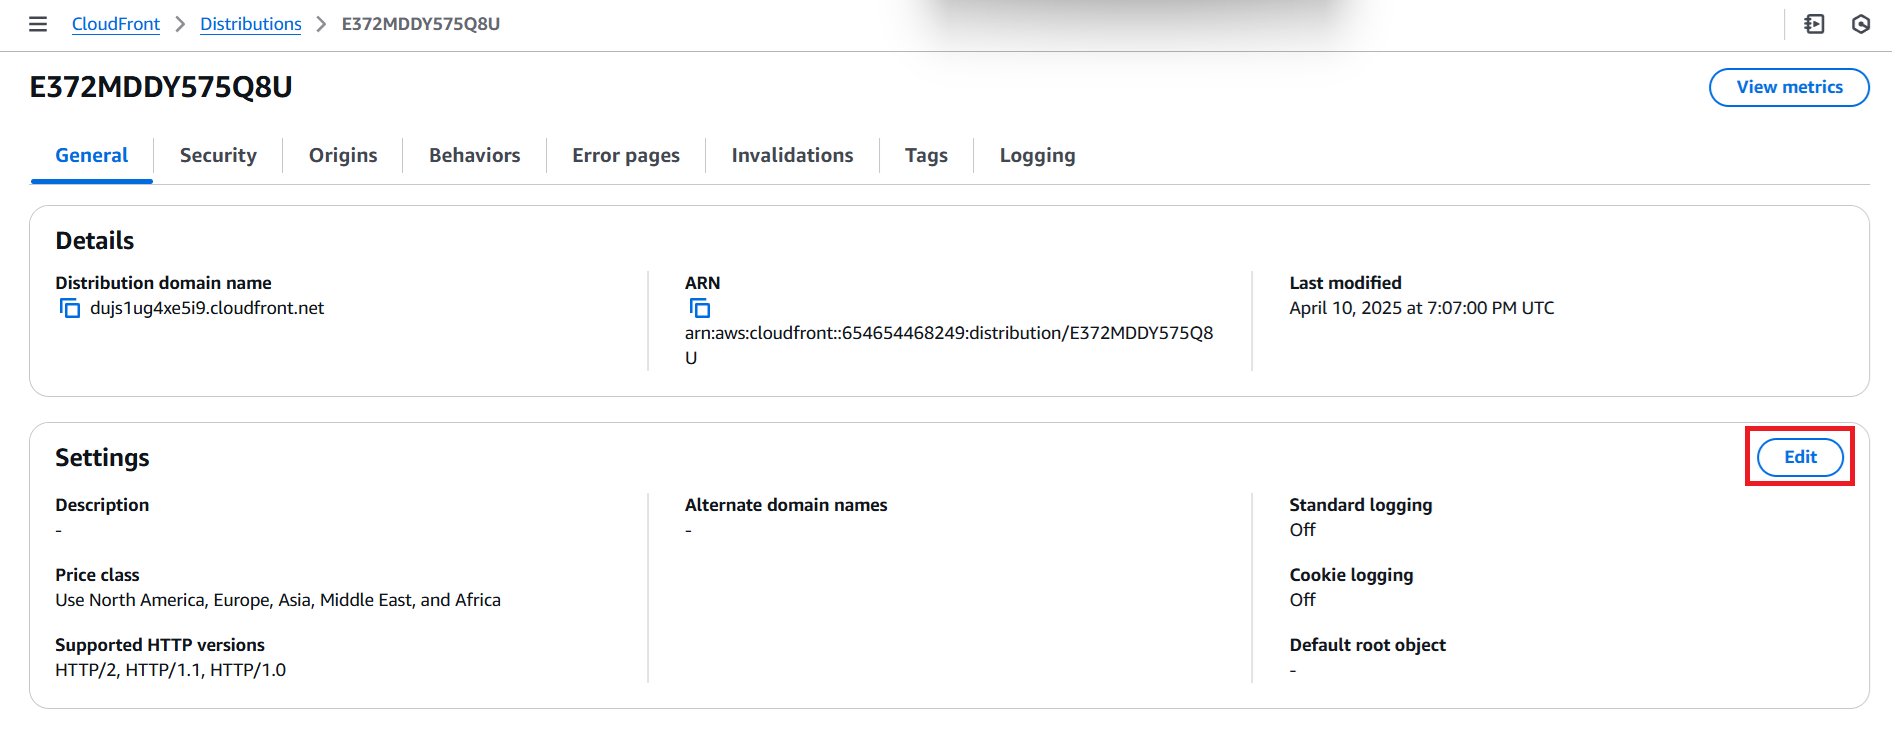 CloudFront > Distributions > E372MDDY575Q8U
E372MDDY575Q8U
View metrics
General
Security
Origins
Behaviors
Error pages
Invalidations
Tags
Logging
Details
Distribution domain name
dujs1ug4xe5i9.cloudfront.net
ARN
arn:aws:cloudfront::654654468249:distribution/E372MDDY575Q8
U
Last modified
April 10, 2025 at 7:07:00 PM UTC
Settings
Edit
Description
-
Price class
Use North America, Europe, Asia, Middle East, and Africa
Supported HTTP versions
HTTP/2, HTTP/1.1, HTTP/1.0
Alternate domain names
-
Standard logging
Off
Cookie logging
Off
Default root object
-